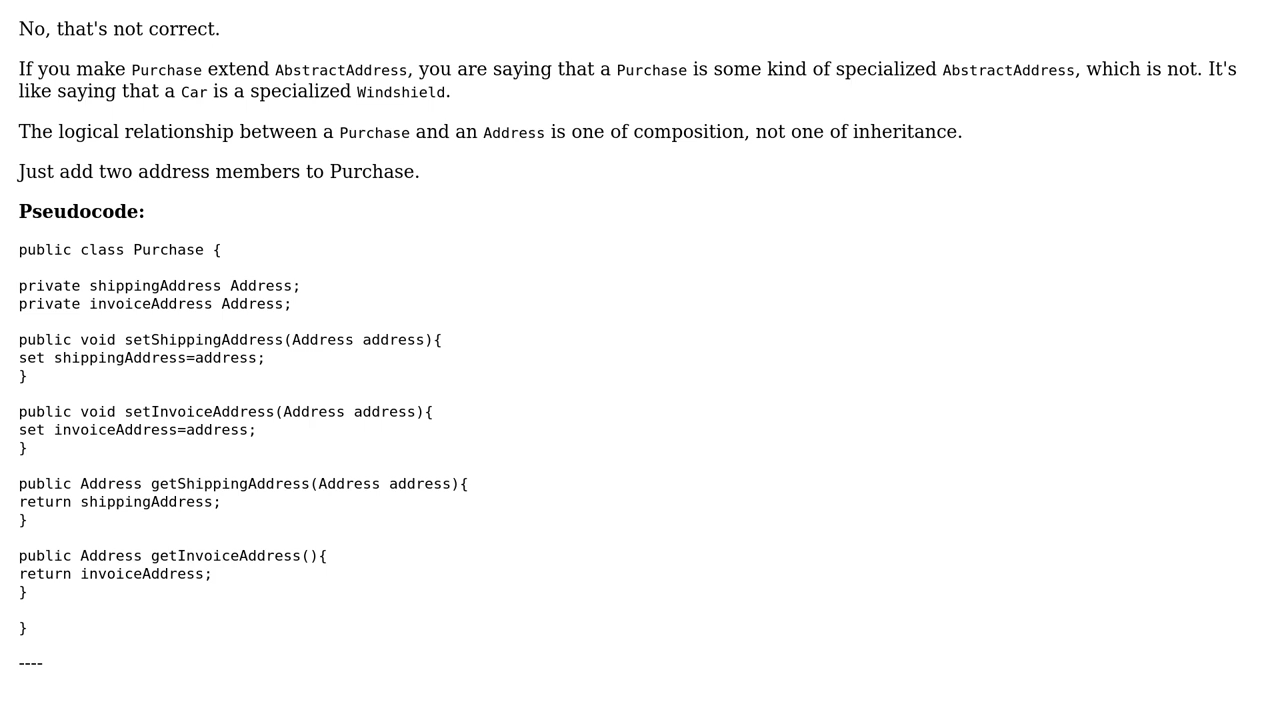 No, that's not correct.
If you make Purchase extend AbstractAddress, you are saying that a Purchase is some kind of specialized AbstractAddress, which is not. It's
like saying that a Car is a specialized Windshield.
The logical relationship between a Purchase and an Address is one of composition, not one of inheritance.
Just add two address members to Purchase.
Pseudocode:
public class Purchase {
private shippingAddress Address;
private invoiceAddress Address;
public void setShippingAddress(Address address){
set shippingAddress=address;
}
public void setInvoiceAddress(Address address){
set invoiceAddress=address;
}
public Address getShippingAddress(Address address){
return shippingAddress;
}
public Address getInvoiceAddress(){
return invoiceAddress;
}
}
----